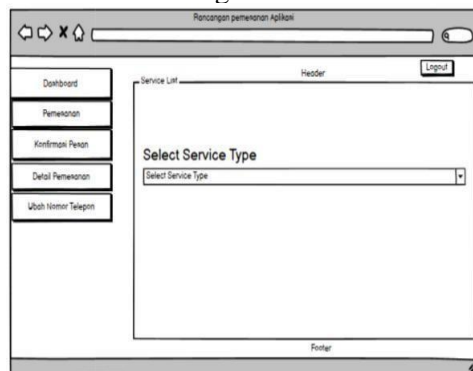 Rancangan pemesanan Aplikasi
Header
Logout
Dashboard
Pemesanan
Konfirmasi Pesan
Detail Pemesanan
Ubah Nomor Telepon
Service List
Select Service Type
Select Service Type
Footer